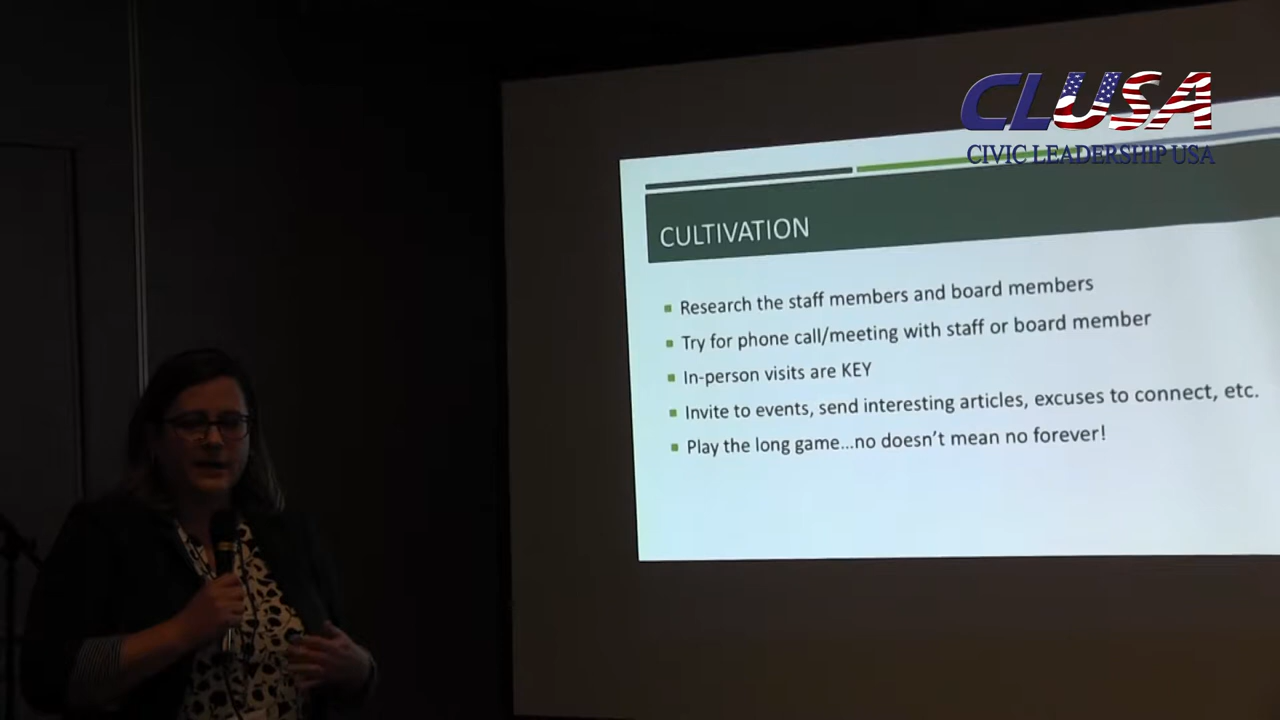 CLUSA
CIVIC LEADERSHIP USA
CULTIVATION
Research the staff members and board members
Try for phone call/meeting with staff or board member
In-person visits are KEY
Invite to events, send interesting articles, excuses to connect, etc.
Play the long game...no doesn't mean no forever!